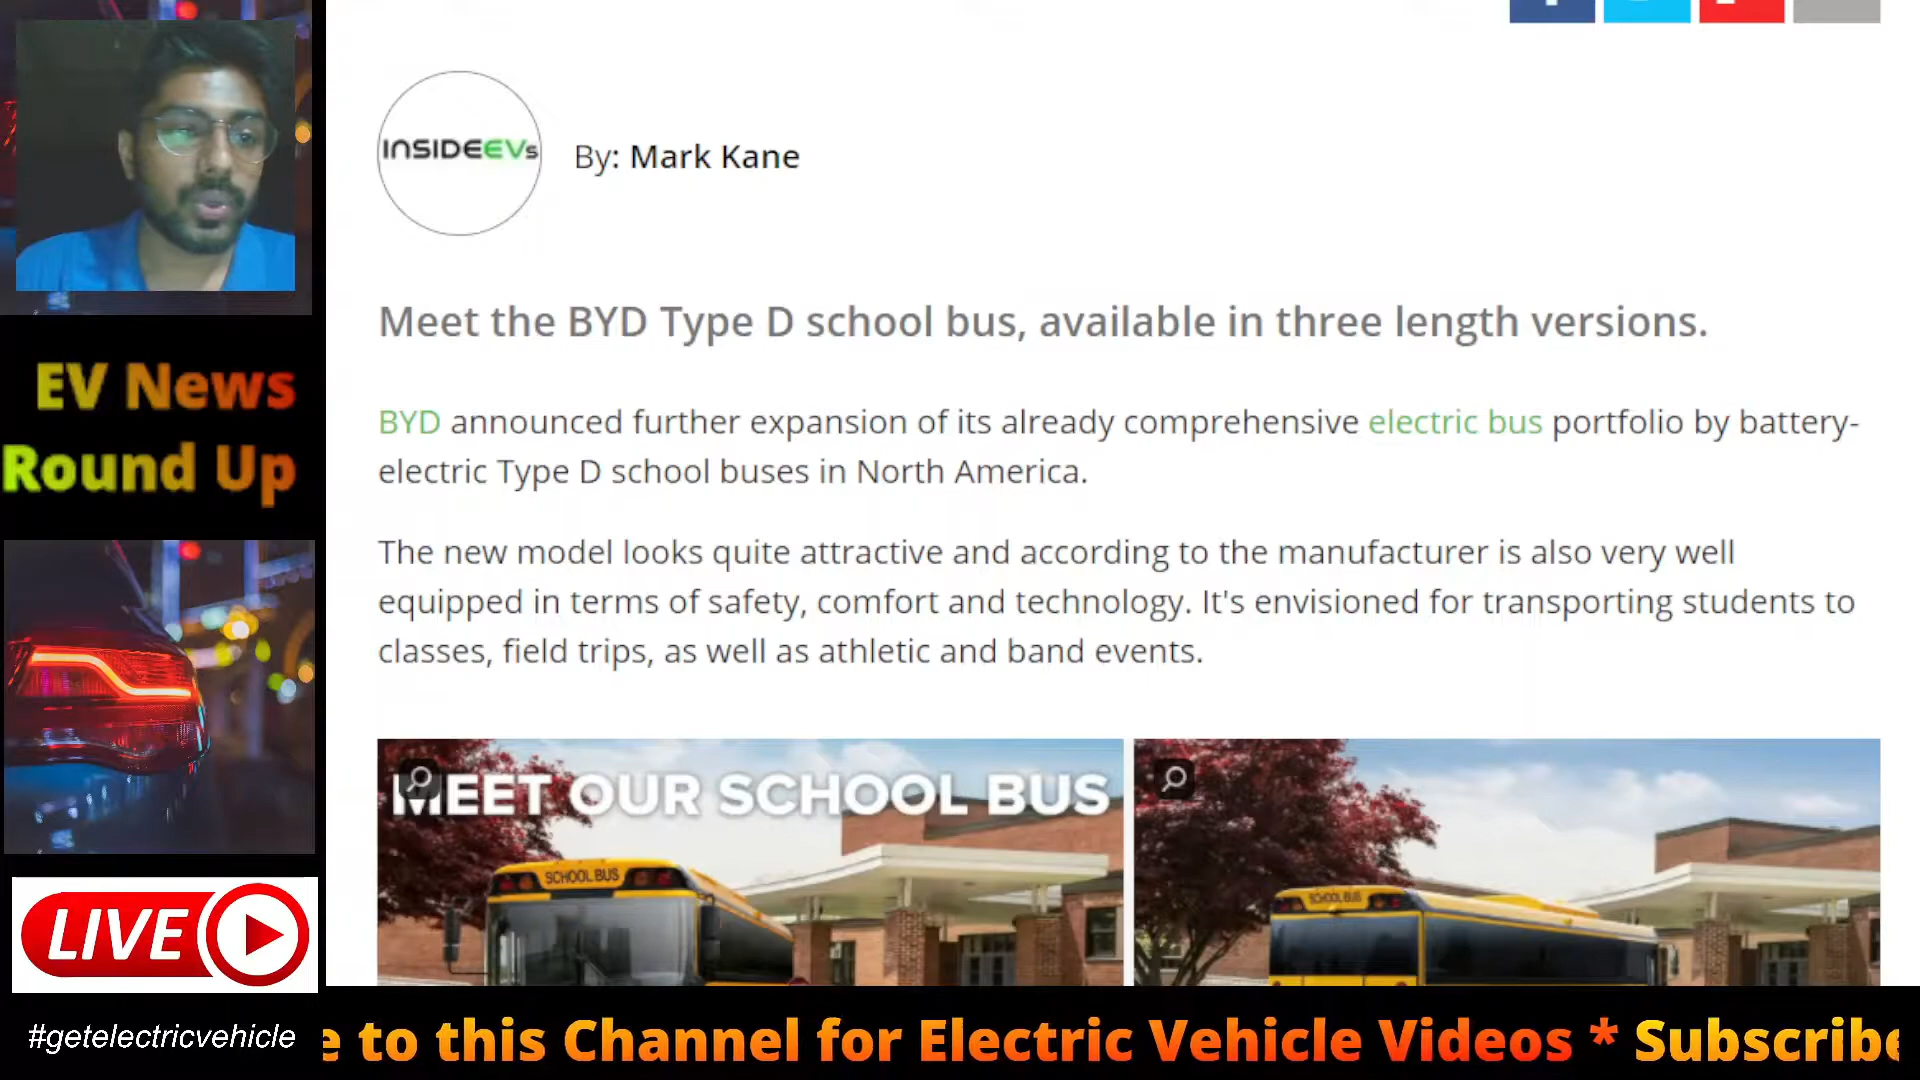 INSIDEEVs
By: Mark Kane
Meet the BYD Type D school bus, available in three length versions.
BYD announced further expansion of its already comprehensive electric bus portfolio by battery-
electric Type D school buses in North America.
The new model looks quite attractive and according to the manufacturer is also very well
equipped in terms of safety, comfort and technology. It's envisioned for transporting students to
classes, field trips, as well as athletic and band events.
MEET OUR SCHOOL BUS
SCHOOL BUS
SCHOOL BUS
EV News
Round Up
LIVE
#getelectricvehicle
e to this Channel for Electric Vehicle Videos * Subscribe